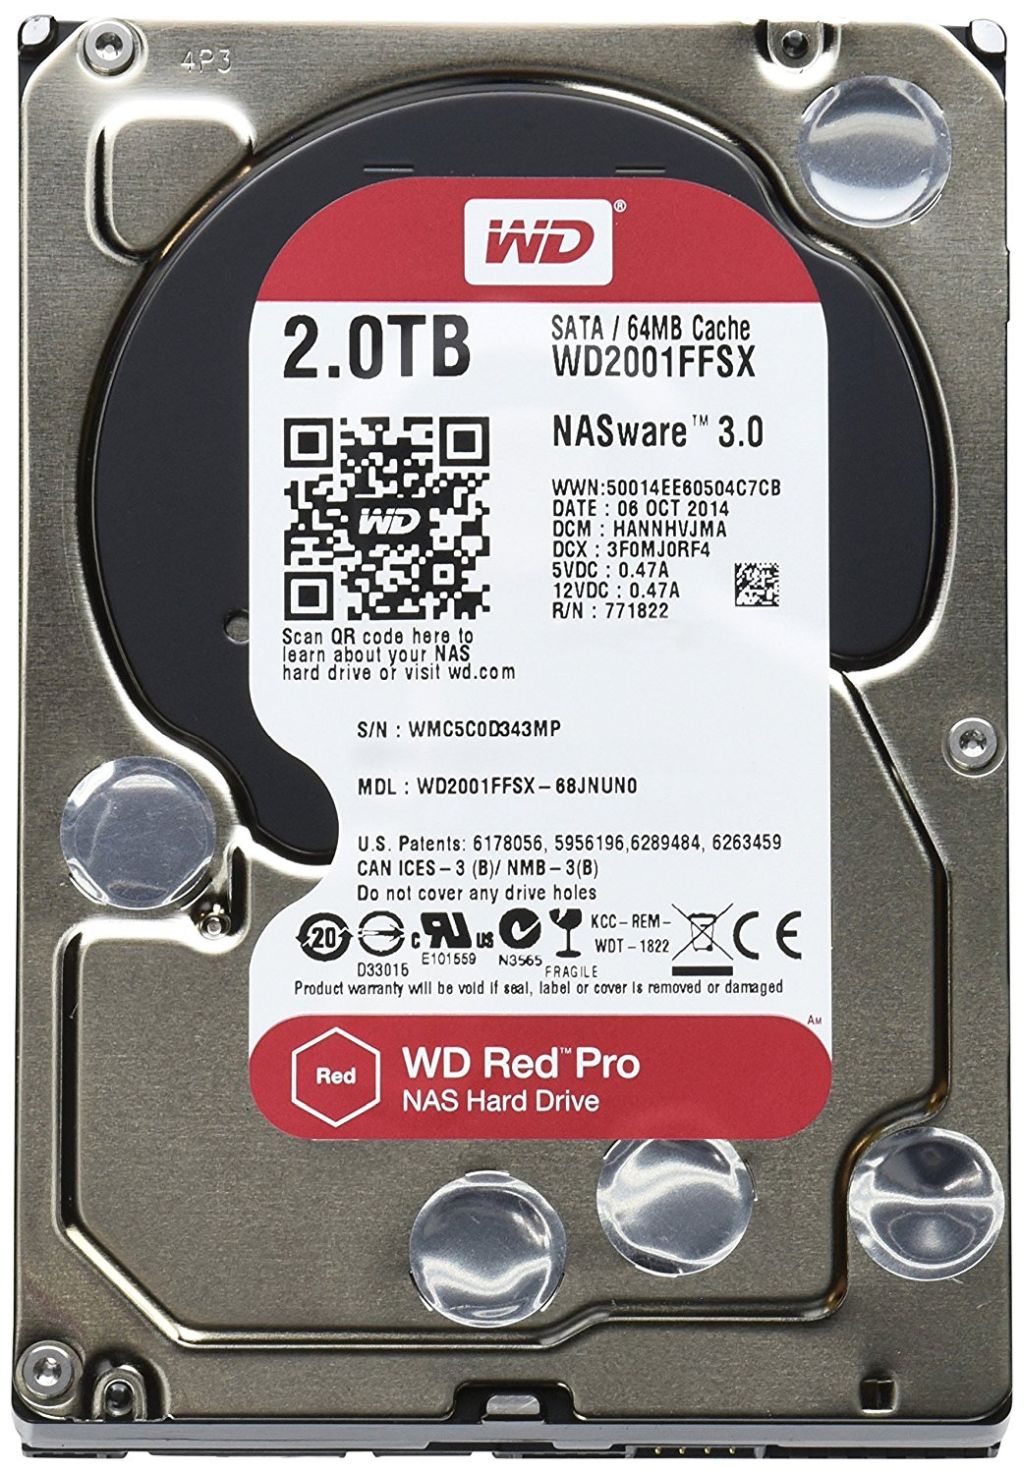 4P3
WD®
2.0TB
SATA / 64MB Cache
WD2001FFSX
NASware™ 3.0
WWN:50014EE60504C7CB
DATE : 06 OCT 2014
DCM : HANNHVJMA
DCX : 3F0MJ0RF4
5VDC : 0.47A
12VDC : 0.47A
R/N : 771822
WD
Scan QR code here to
learn about your NAS
hard drive or visit wd.com
S/N : WMC5C0D343MP
MDL : WD2001FFSX-68JNUN0
U.S. Patents: 6178056, 5956196,6289484, 6263459
CAN ICES-3 (B)/ NMB-3(B)
Do not cover any drive holes
20
D33015
c RU US
E101559
N3565
FRAGILE
KCC-REM-
WDT-1822
CE
Product warranty will be void if seal, label or cover is removed or damaged
AM
Red
WD Red™ Pro
NAS Hard Drive